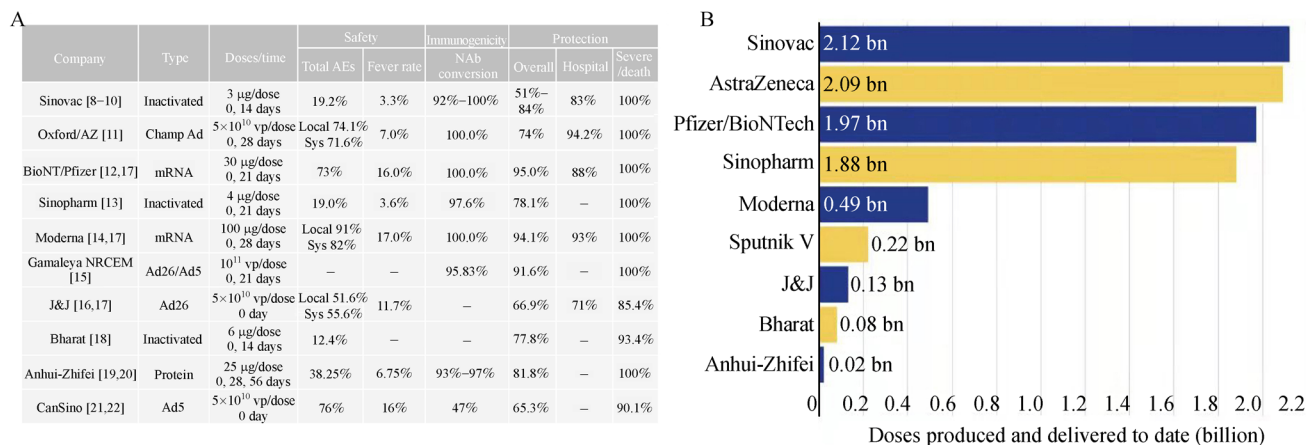 A
Company Type Doses/time Safety Immunogenicity Protection
Total AEs Fever rate NAb conversion Overall Hospital Severe /death
Sinovac [8−10] Inactivated 3 μg/dose 0, 14 days 19.2% 3.3% 92%−100% 51%− 84% 83% 100%
Oxford/AZ [11] Champ Ad 5×10¹⁰ vp/dose 0, 28 days Local 74.1% Sys 71.6% 7.0% 100.0% 74% 94.2% 100%
BioNT/Pfizer [12,17] mRNA 30 μg/dose 0, 21 days 73% 16.0% 100.0% 95.0% 88% 100%
Sinopharm [13] Inactivated 4 μg/dose 0, 21 days 19.0% 3.6% 97.6% 78.1% − 100%
Moderna [14,17] mRNA 100 μg/dose 0, 28 days Local 91% Sys 82% 17.0% 100.0% 94.1% 93% 100%
Gamaleya NRCEM [15] Ad26/Ad5 10¹¹ vp/dose 0, 21 days − − 95.83% 91.6% − 100%
J&J [16,17] Ad26 5×10¹⁰ vp/dose 0 day Local 51.6% Sys 55.6% 11.7% − 66.9% 71% 85.4%
Bharat [18] Inactivated 6 μg/dose 0, 14 days 12.4% − − 77.8% − 93.4%
Anhui-Zhifei [19,20] Protein 25 μg/dose 0, 28, 56 days 38.25% 6.75% 93%−97% 81.8% − 100%
CanSino [21,22] Ad5 5×10¹⁰ vp/dose 0 day 76% 16% 47% 65.3% − 90.1%
B
Sinovac 2.12 bn
AstraZeneca 2.09 bn
Pfizer/BioNTech 1.97 bn
Sinopharm 1.88 bn
Moderna 0.49 bn
Sputnik V 0.22 bn
J&J 0.13 bn
Bharat 0.08 bn
Anhui-Zhifei 0.02 bn
0 0.2 0.4 0.6 0.8 1.0 1.2 1.4 1.6 1.8 2.0 2.2
Doses produced and delivered to date (billion)